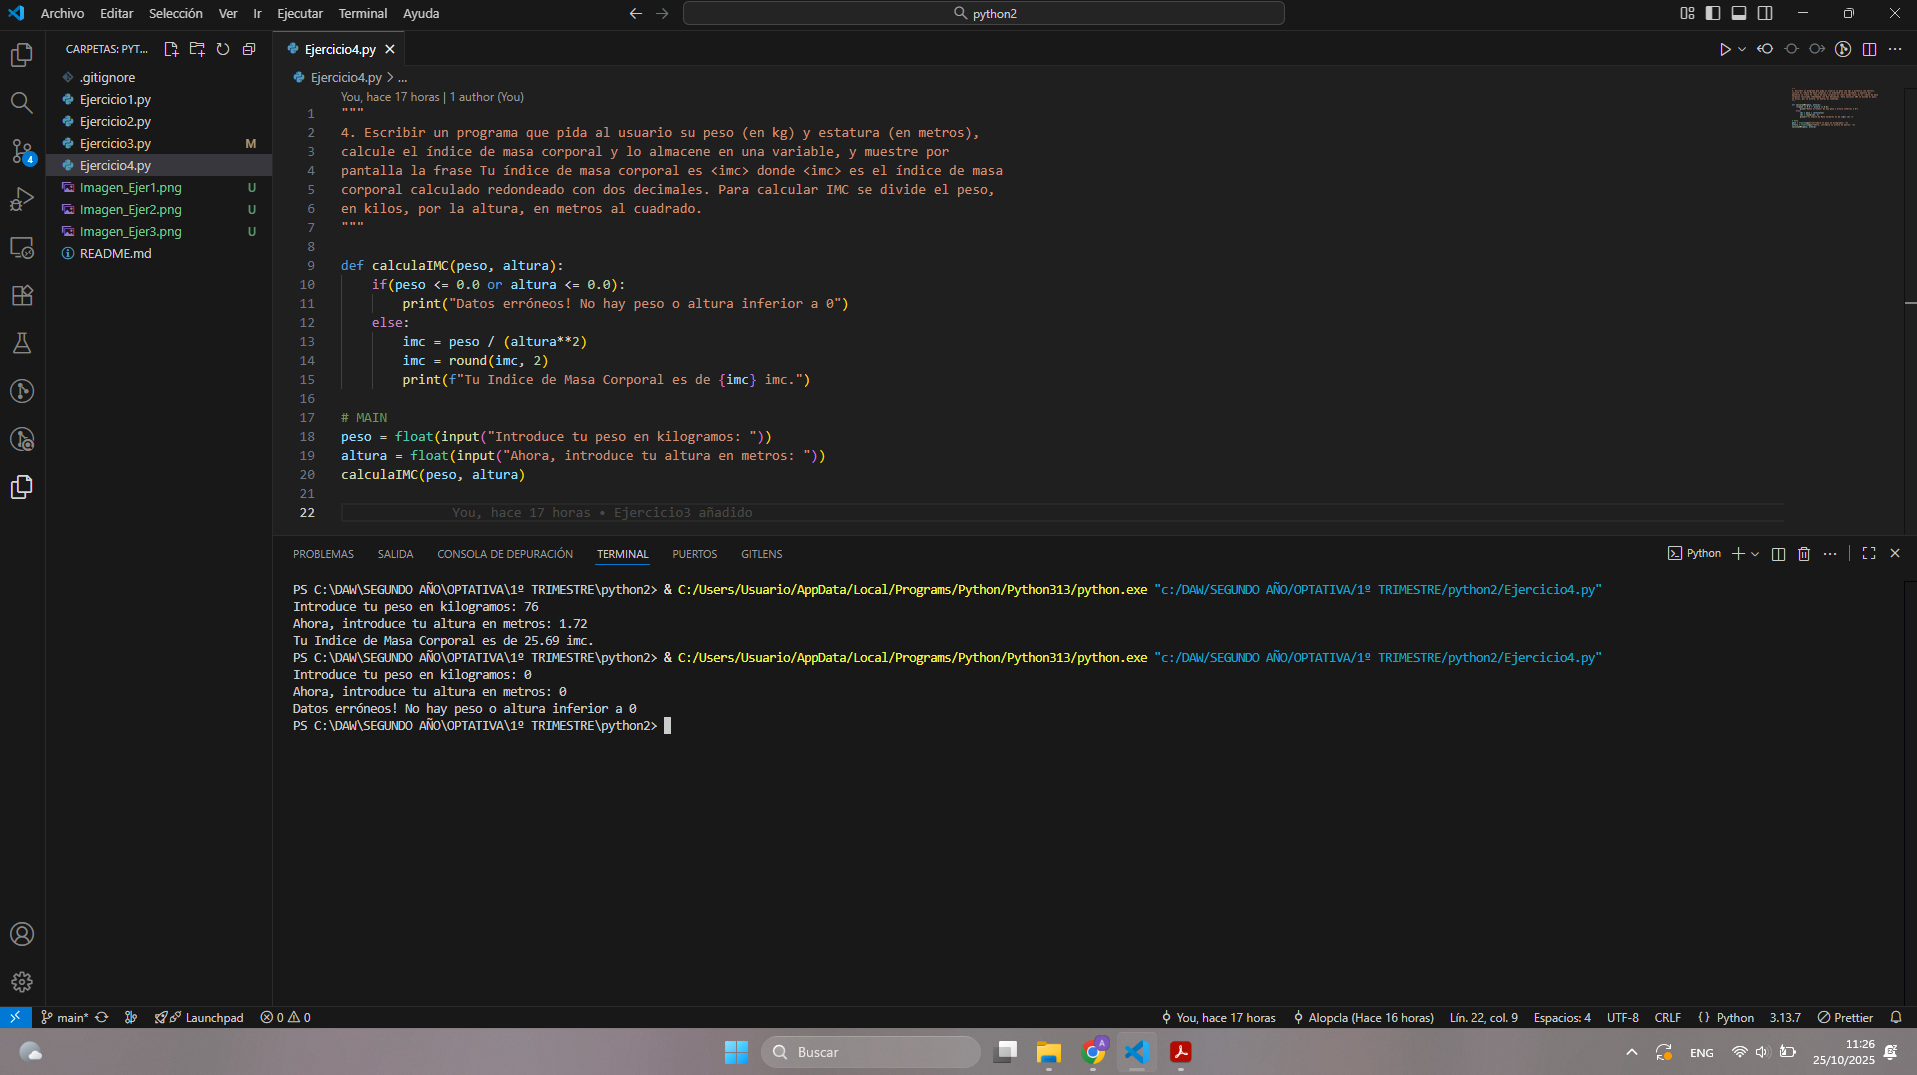 Archivo Editar Selección Ver Ir Ejecutar Terminal Ayuda
python2
CARPETAS: PYT...
.gitignore
Ejercicio1.py
Ejercicio2.py
Ejercicio3.py M
Ejercicio4.py
Imagen_Ejer1.png U
Imagen_Ejer2.png U
Imagen_Ejer3.png U
README.md
4
Ejercicio4.py
Ejercicio4.py > ...
You, hace 17 horas | 1 author (You)
1 """
2 4. Escribir un programa que pida al usuario su peso (en kg) y estatura (en metros),
3 calcule el índice de masa corporal y lo almacene en una variable, y muestre por
4 pantalla la frase Tu índice de masa corporal es <imc> donde <imc> es el índice de masa
5 corporal calculado redondeado con dos decimales. Para calcular IMC se divide el peso,
6 en kilos, por la altura, en metros al cuadrado.
7 """
8
9 def calculaIMC(peso, altura):
10 if(peso <= 0.0 or altura <= 0.0):
11 print("Datos erróneos! No hay peso o altura inferior a 0")
12 else:
13 imc = peso / (altura**2)
14 imc = round(imc, 2)
15 print(f"Tu Indice de Masa Corporal es de {imc} imc.")
16
17 # MAIN
18 peso = float(input("Introduce tu peso en kilogramos: "))
19 altura = float(input("Ahora, introduce tu altura en metros: "))
20 calculaIMC(peso, altura)
21
22 You, hace 17 horas • Ejercicio3 añadido
PROBLEMAS SALIDA CONSOLA DE DEPURACIÓN TERMINAL PUERTOS GITLENS
Python
PS C:\DAW\SEGUNDO AÑO\OPTATIVA\1º TRIMESTRE\python2> & C:/Users/Usuario/AppData/Local/Programs/Python/Python313/python.exe "c:/DAW/SEGUNDO AÑO/OPTATIVA/1º TRIMESTRE/python2/Ejercicio4.py"
Introduce tu peso en kilogramos: 76
Ahora, introduce tu altura en metros: 1.72
Tu Indice de Masa Corporal es de 25.69 imc.
PS C:\DAW\SEGUNDO AÑO\OPTATIVA\1º TRIMESTRE\python2> & C:/Users/Usuario/AppData/Local/Programs/Python/Python313/python.exe "c:/DAW/SEGUNDO AÑO/OPTATIVA/1º TRIMESTRE/python2/Ejercicio4.py"
Introduce tu peso en kilogramos: 0
Ahora, introduce tu altura en metros: 0
Datos erróneos! No hay peso o altura inferior a 0
PS C:\DAW\SEGUNDO AÑO\OPTATIVA\1º TRIMESTRE\python2>
main* Launchpad 0 0 You, hace 17 horas Alopcla (Hace 16 horas) Lín. 22, col. 9 Espacios: 4 UTF-8 CRLF {} Python 3.13.7 Prettier
Buscar
A
ENG
11:26
25/10/2025